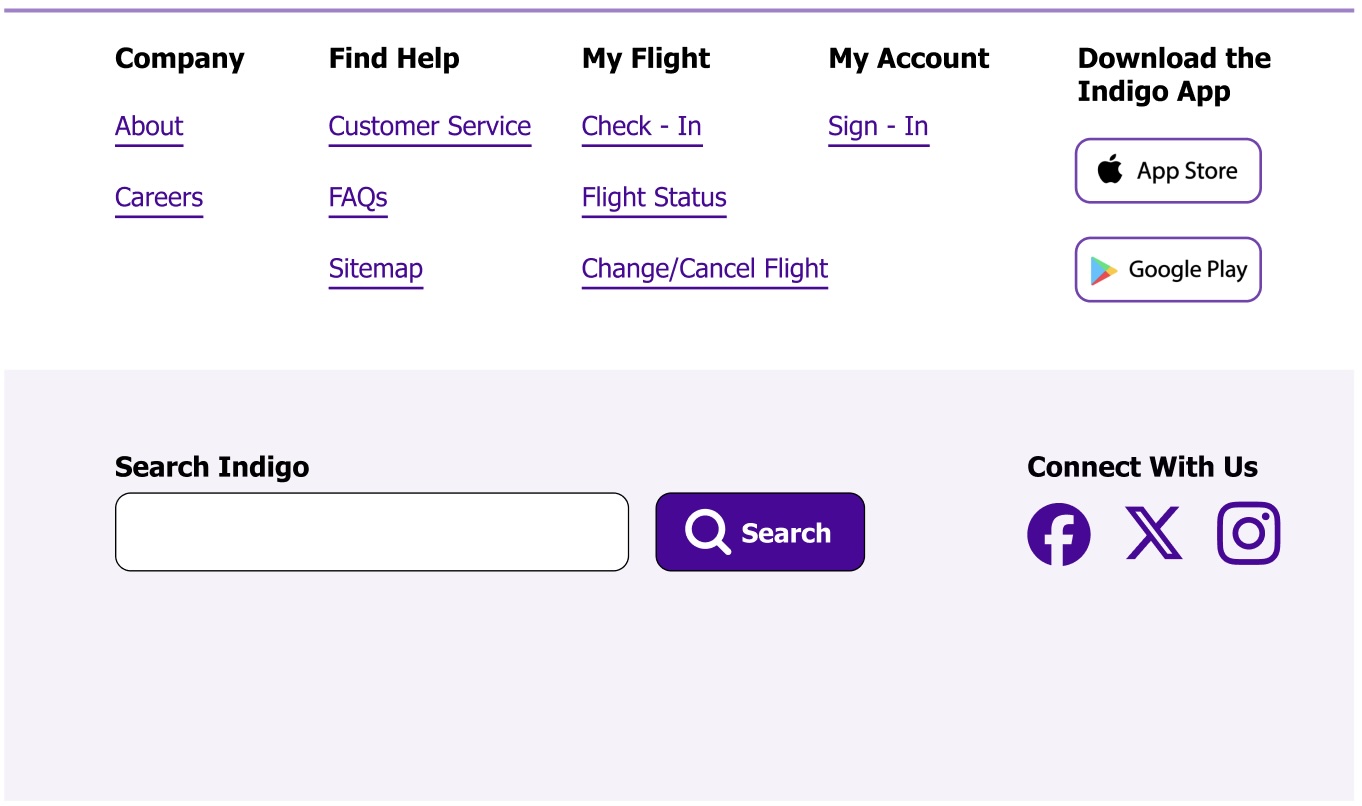 Company
About
Careers
Find Help
Customer Service
FAQs
Sitemap
My Flight
Check - In
Flight Status
Change/Cancel Flight
My Account
Sign - In
Download the
Indigo App
App Store
Google Play
Search Indigo
Search
Connect With Us